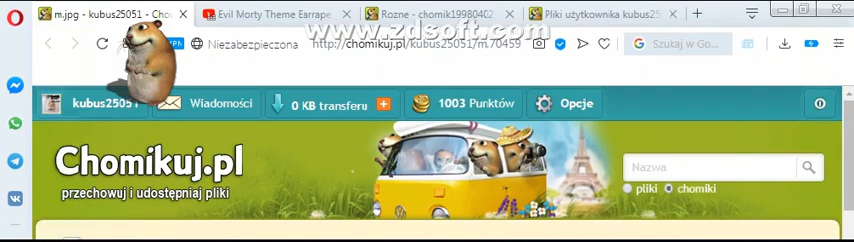 m.jpg - kubus25051 - Cho
Evil Morty Theme Earrape
Rozne - chomik19980402
Pliki użytkownika kubus25
www.zdsoft.com
VPN
Niezabezpieczona
http://chomikuj.pl/kubus25051/m.70459
Szukaj w Go...
kubus25051
Wiadomości
0 KB transferu
1003 Punktów
Opcje
Chomikuj.pl
przechowuj i udostępniaj pliki
Nazwa
pliki
chomiki